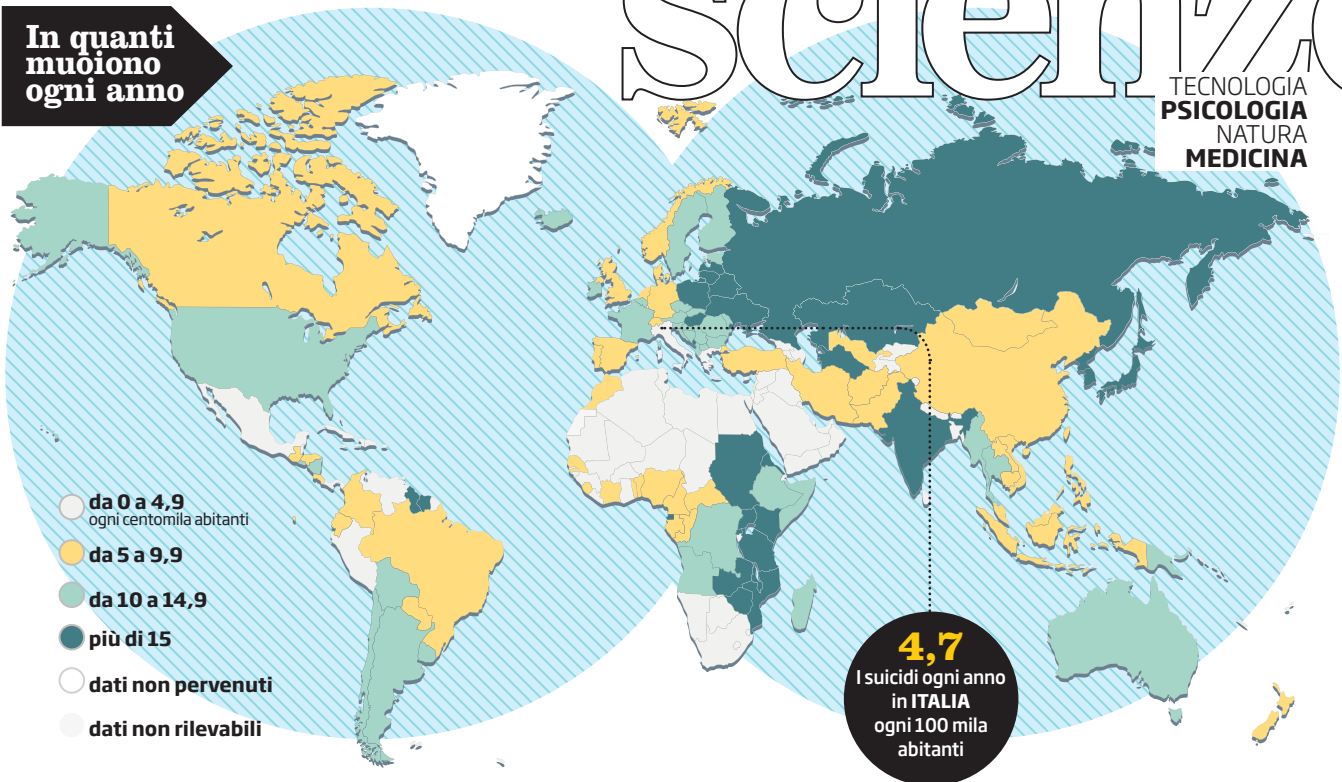 In quanti
muoiono
ogni anno
scienze
TECNOLOGIA
PSICOLOGIA
NATURA
MEDICINA
da 0 a 4,9
ogni centomila abitanti
da 5 a 9,9
da 10 a 14,9
più di 15
dati non pervenuti
dati non rilevabili
4,7
I suicidi ogni anno
in ITALIA
ogni 100 mila
abitanti